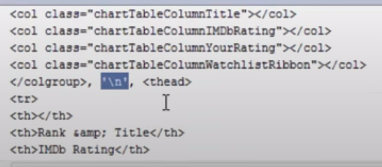 <col class="chartTableColumnTitle"></col>
<col class="chartTableColumnIMDbRating"></col>
<col class="chartTableColumnYourRating"></col>
<col class="chartTableColumnWatchlistRibbon"></col>
</colgroup>, '\n', <thead>
<tr>
<th></th>
<th>Rank &amp; Title</th>
<th>IMDb Rating</th>